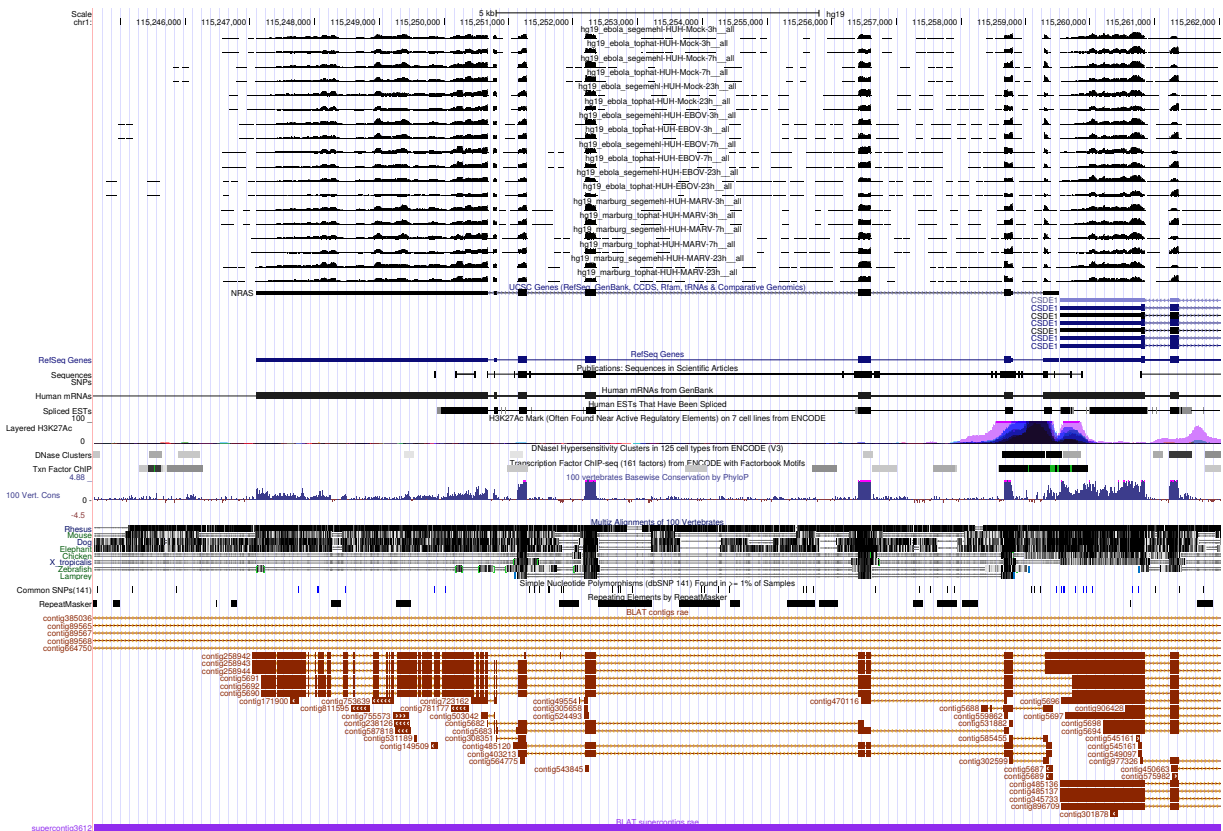 Scale 5 kb hg19
chr1: 115,246,000 115,247,000 115,248,000 115,249,000 115,250,000 115,251,000 115,252,000 115,253,000 115,254,000 115,255,000 115,256,000 115,257,000 115,258,000 115,259,000 115,260,000 115,261,000 115,262,000
hg19_ebola_segemehl-HUH-Mock-3h__all
hg19_ebola_tophat-HUH-Mock-3h__all
hg19_ebola_segemehl-HUH-Mock-7h__all
hg19_ebola_tophat-HUH-Mock-7h__all
hg19_ebola_segemehl-HUH-Mock-23h__all
hg19_ebola_tophat-HUH-Mock-23h__all
hg19_ebola_segemehl-HUH-EBOV-3h__all
hg19_ebola_tophat-HUH-EBOV-3h__all
hg19_ebola_segemehl-HUH-EBOV-7h__all
hg19_ebola_tophat-HUH-EBOV-7h__all
hg19_ebola_segemehl-HUH-EBOV-23h__all
hg19_ebola_tophat-HUH-EBOV-23h__all
hg19_marburg_segemehl-HUH-MARV-3h__all
hg19_marburg_tophat-HUH-MARV-3h__all
hg19_marburg_segemehl-HUH-MARV-7h__all
hg19_marburg_tophat-HUH-MARV-7h__all
hg19_marburg_segemehl-HUH-MARV-23h__all
hg19_marburg_tophat-HUH-MARV-23h__all
UCSC Genes (RefSeq, GenBank, CCDS, Rfam, tRNAs & Comparative Genomics)
NRAS
CSDE1
CSDE1
CSDE1
CSDE1
CSDE1
CSDE1
CSDE1
RefSeq Genes
RefSeq Genes
Publications: Sequences in Scientific Articles
Sequences
SNPs
Human mRNAs from GenBank
Human mRNAs
Human ESTs That Have Been Spliced
Spliced ESTs
H3K27Ac Mark (Often Found Near Active Regulatory Elements) on 7 cell lines from ENCODE
100
Layered H3K27Ac
0
DNaseI Hypersensitivity Clusters in 125 cell types from ENCODE (V3)
DNase Clusters
Transcription Factor ChIP-seq (161 factors) from ENCODE with Factorbook Motifs
Txn Factor ChIP
100 vertebrates Basewise Conservation by PhyloP
4.88
100 Vert. Cons
0
-4.5
Multiz Alignments of 100 Vertebrates
Rhesus
Mouse
Dog
Elephant
Chicken
X_tropicalis
Zebrafish
Lamprey
Simple Nucleotide Polymorphisms (dbSNP 141) Found in >= 1% of Samples
Common SNPs(141)
Repeating Elements by RepeatMasker
RepeatMasker
BLAT contigs rae
contig385036
contig89565
contig89567
contig89568
contig664750
contig258942
contig258943
contig258944
contig5691
contig5692
contig5690
contig171900 contig753639 contig723162 contig49554 contig470116 contig5696
contig811595 contig781177 contig305658 contig5688 contig906428
contig755573 contig503042 contig524493 contig559862 contig5697
contig238126 contig5682 contig531882 contig5698
contig587818 contig5683 contig5694
contig531189 contig308351 contig585455 contig545161
contig149509 contig485120 contig545161
contig403213 contig549097
contig564775 contig302599 contig977326
contig543845 contig5687 contig450663
contig5689 contig575982
contig485136
contig485137
contig345733
contig896709
contig301878
BLAT supercontigs rae
supercontig3612